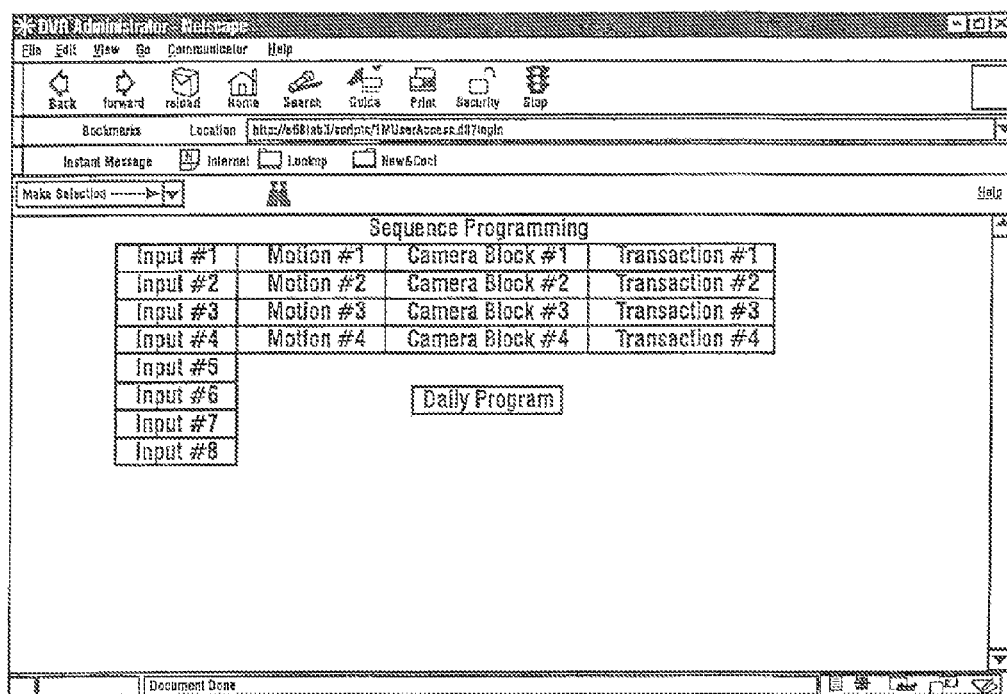 DVR Administrator - Netscape
File Edit View Go Communicator Help
Back forward reload Home Search Guide Print Security Stop
Bookmarks Location
Instant Message Internet Lookup New&Cool
Make Selection ------> Help
Sequence Programming
Input #1 Motion #1 Camera Block #1 Transaction #1
Input #2 Motion #2 Camera Block #2 Transaction #2
Input #3 Motion #3 Camera Block #3 Transaction #3
Input #4 Motion #4 Camera Block #4 Transaction #4
Input #5
Input #6 Daily Program
Input #7
Input #8
Document Done